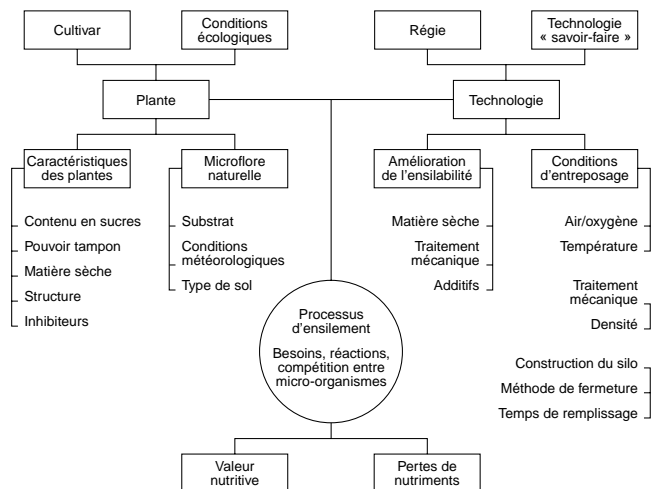 Cultivar
Conditions
écologiques
Régie
Technologie
« savoir-faire »
Plante
Technologie
Caractéristiques
des plantes
Microflore
naturelle
Amélioration
de l'ensilabilité
Conditions
d'entreposage
Contenu en sucres
Pouvoir tampon
Matière sèche
Structure
Inhibiteurs
Substrat
Conditions
météorologiques
Type de sol
Matière sèche
Traitement
mécanique
Additifs
Air/oxygène
Température
Traitement
mécanique
Densité
Construction du silo
Méthode de fermeture
Temps de remplissage
Processus
d'ensilement
Besoins, réactions,
compétition entre
micro-organismes
Valeur
nutritive
Pertes de
nutriments